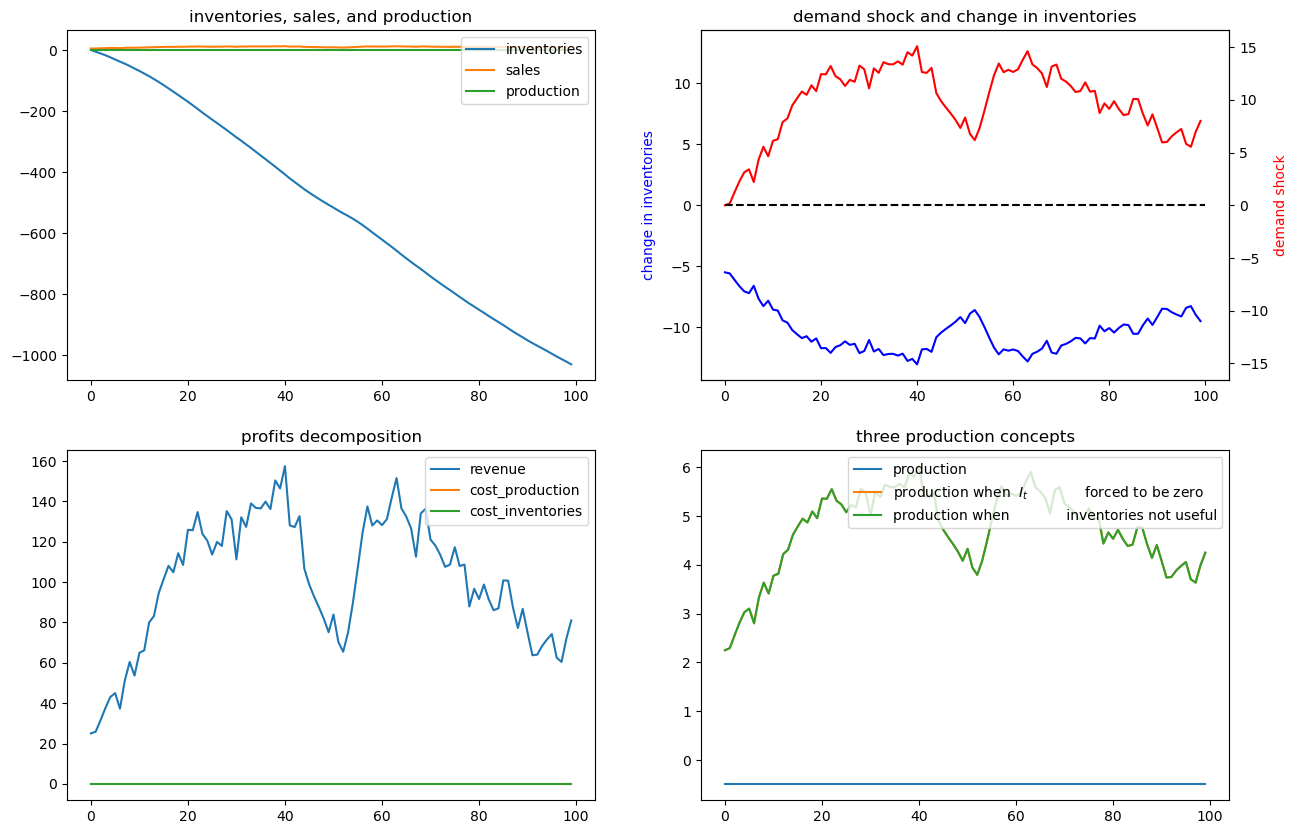 inventories, sales, and production
0
−200
−400
−600
−800
−1000
0 20 40 60 80 100
inventories
sales
production
demand shock and change in inventories
change in inventories
10
5
0
−5
−10
15
10
5
0
−5
−10
−15
demand shock
0 20 40 60 80 100
profits decomposition
160
140
120
100
80
60
40
20
0
0 20 40 60 80 100
revenue
cost_production
cost_inventories
three production concepts
6
5
4
3
2
1
0
0 20 40 60 80 100
production
production when I_t forced to be zero
production when inventories not useful